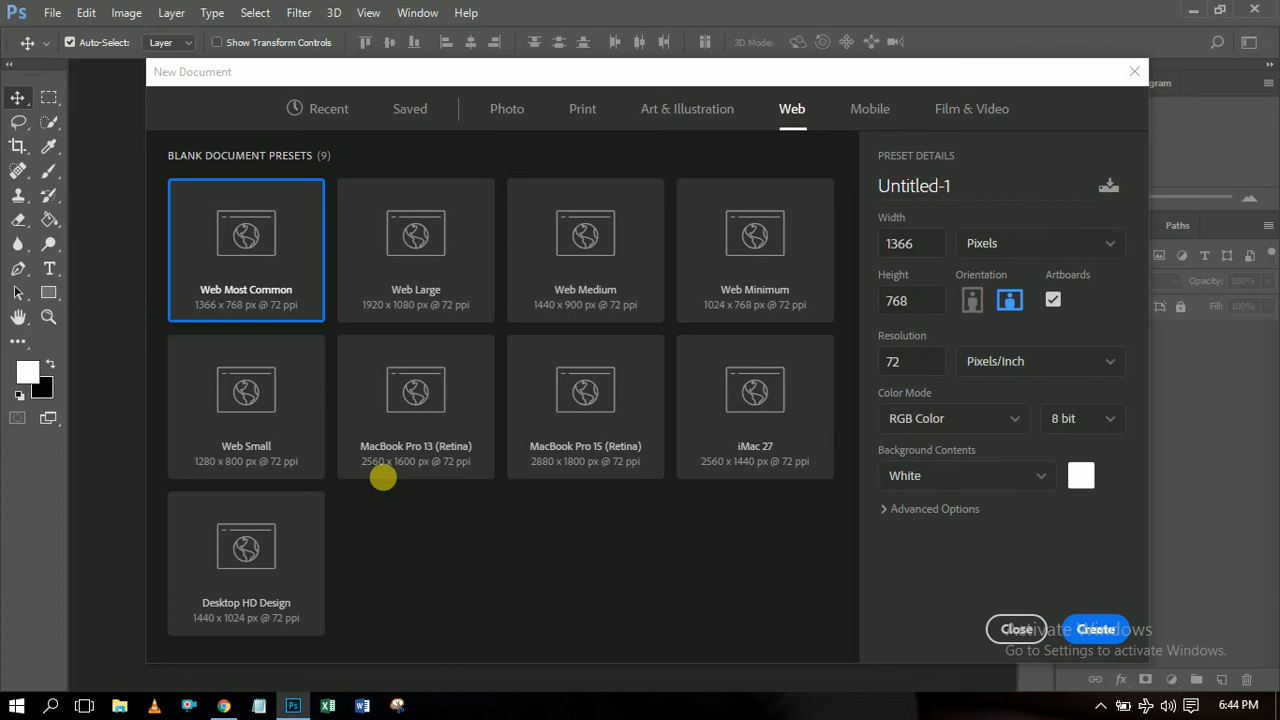 Ps File Edit Image Layer Type Select Filter 3D View Window Help
Auto-Select: Layer Show Transform Controls 3D Mode:
New Document
Recent Saved Photo Print Art & Illustration Web Mobile Film & Video
BLANK DOCUMENT PRESETS (9)
Web Most Common
1366 x 768 px @ 72 ppi
Web Large
1920 x 1080 px @ 72 ppi
Web Medium
1440 x 900 px @ 72 ppi
Web Minimum
1024 x 768 px @ 72 ppi
Web Small
1280 x 800 px @ 72 ppi
MacBook Pro 13 (Retina)
2560 x 1600 px @ 72 ppi
MacBook Pro 15 (Retina)
2880 x 1800 px @ 72 ppi
iMac 27
2560 x 1440 px @ 72 ppi
Desktop HD Design
1440 x 1024 px @ 72 ppi
PRESET DETAILS
Untitled-1
Width
1366 Pixels
Height Orientation Artboards
768
Resolution
72 Pixels/Inch
Color Mode
RGB Color 8 bit
Background Contents
White
Advanced Options
Close Create
Activate Windows
Go to Settings to activate Windows.
Paths
Opacity: 100%
Fill: 100%
6:44 PM